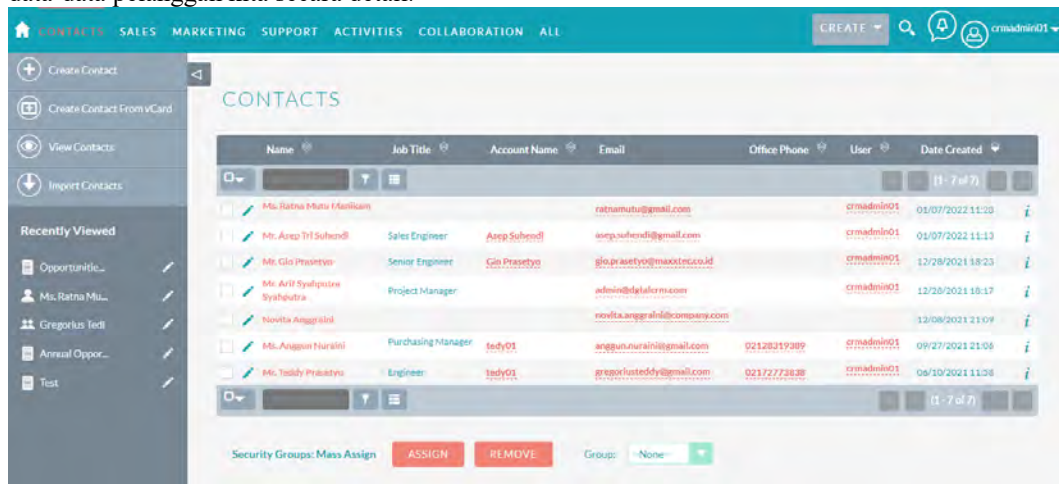 CONTACTS SALES MARKETING SUPPORT ACTIVITIES COLLABORATION ALL CREATE crmadmin01
Create Contact
Create Contact From vCard
View Contacts
Import Contacts
Recently Viewed
Opportunitie...
Ms. Ratna Mu...
Gregorius Tedi
Annual Oppor...
Test
CONTACTS
Name Job Title Account Name Email Office Phone User Date Created
(1 - 7 of 7)
Ms. Ratna Mutu Manikam ratnamutu@gmail.com crmadmin01 01/07/2022 11:28
Mr. Asep Tri Suhendi Sales Engineer Asep Suhendi asep.suhendi@gmail.com crmadmin01 01/07/2022 11:13
Mr. Gio Prasetyo Senior Engineer Gio Prasetyo gio.prasetyo@maxxtec.co.id crmadmin01 12/28/2021 18:23
Mr. Arif Syahputra Project Manager admin@dgtalcrm.com crmadmin01 12/28/2021 18:17
Syahputra
Novita Anggraini novita.anggraini@company.com 12/08/2021 21:09
Ms. Anggun Nuraini Purchasing Manager tedy01 anggun.nuraini@gmail.com 02128319389 crmadmin01 09/27/2021 21:06
Mr. Teddy Prasetyo Engineer tedy01 gregoriusteddy@gmail.com 02172773838 crmadmin01 06/10/2021 11:38
(1 - 7 of 7)
Security Groups: Mass Assign ASSIGN REMOVE Group: None